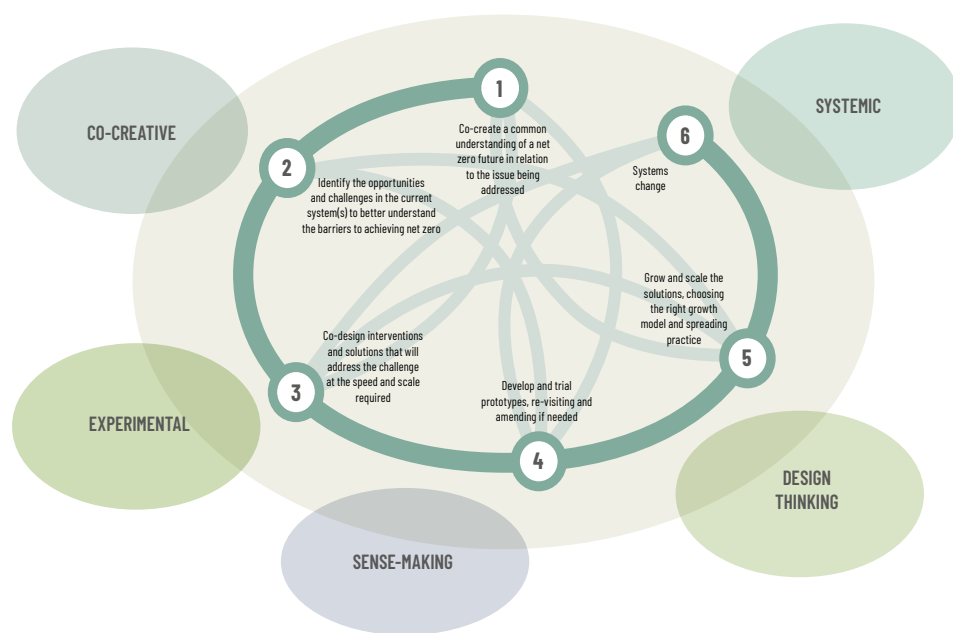 CO-CREATIVE
SYSTEMIC
1
Co-create a common
understanding of a net
zero future in relation
to the issue being
addressed
2
Identify the opportunities
and challenges in the current
system(s) to better understand
the barriers to achieving net zero
6
Systems
change
Grow and scale the
solutions, choosing
the right growth
model and spreading
practice
5
Co-design interventions
and solutions that will
address the challenge
at the speed and scale
required
3
Develop and trial
prototypes, re-visiting and
amending if needed
4
EXPERIMENTAL
DESIGN
THINKING
SENSE-MAKING